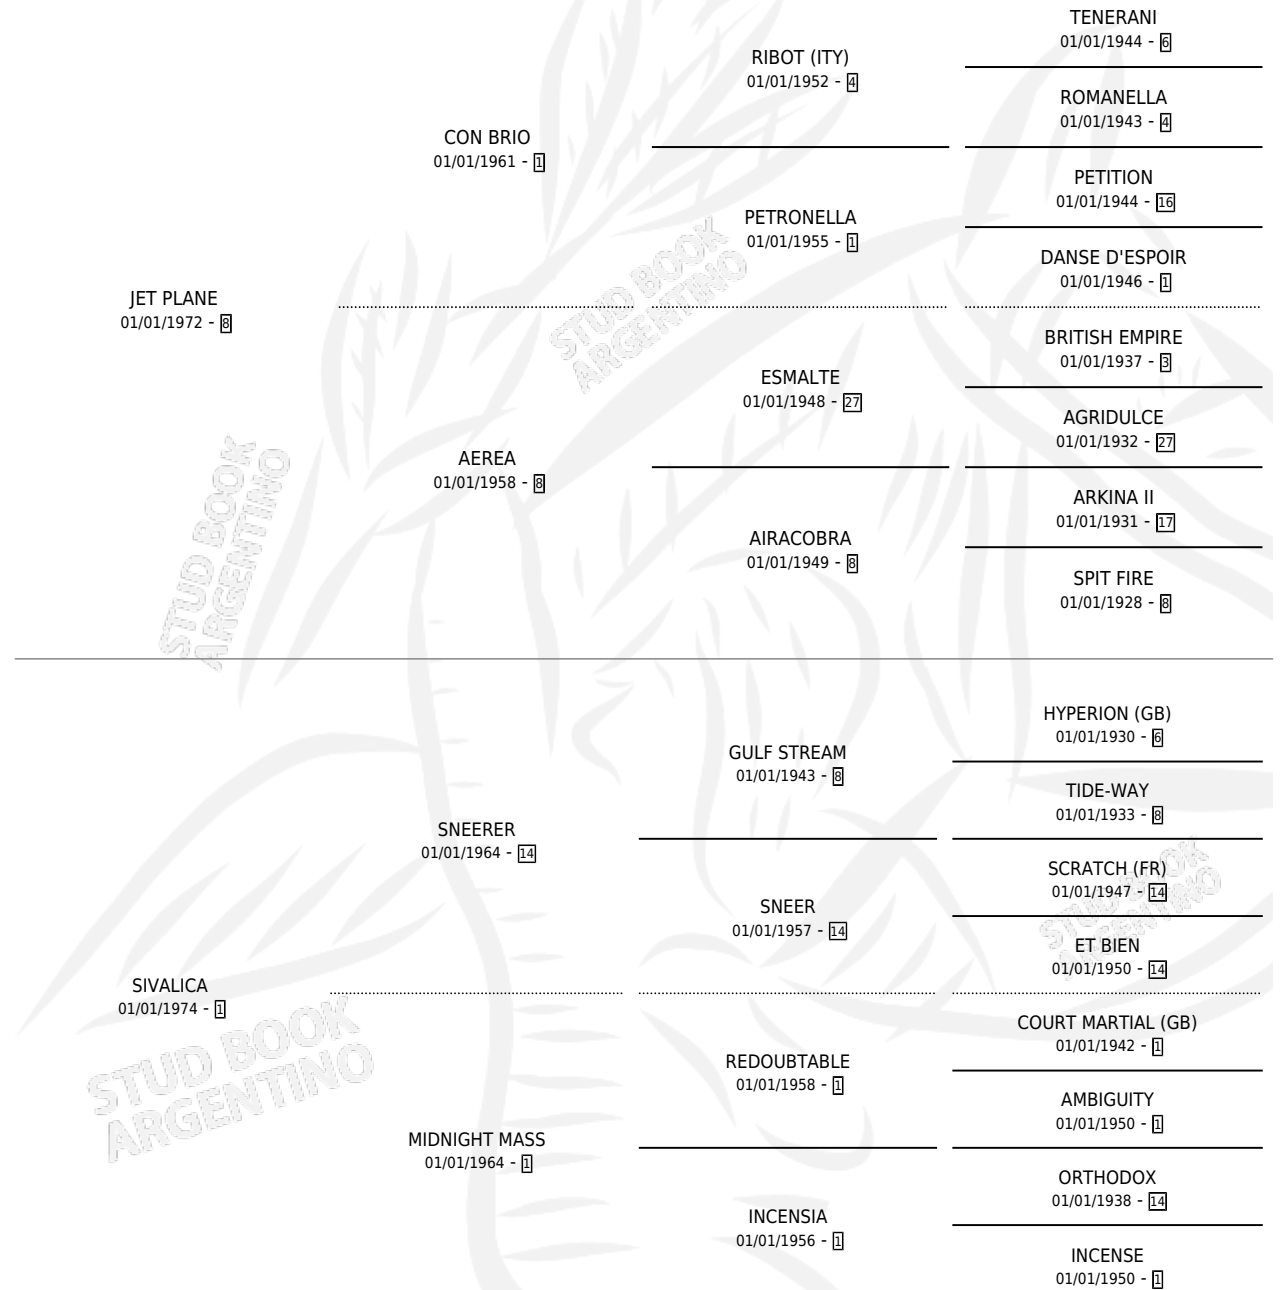 TENERANI
01/01/1944 - 6
RIBOT (ITY)
01/01/1952 - 4
ROMANELLA
01/01/1943 - 4
CON BRIO
01/01/1961 - 1
PETITION
01/01/1944 - 16
PETRONELLA
01/01/1955 - 1
DANSE D'ESPOIR
01/01/1946 - 1
JET PLANE
01/01/1972 - 8
BRITISH EMPIRE
01/01/1937 - 3
ESMALTE
01/01/1948 - 27
AGRIDULCE
01/01/1932 - 27
AEREA
01/01/1958 - 8
ARKINA II
01/01/1931 - 17
AIRACOBRA
01/01/1949 - 8
SPIT FIRE
01/01/1928 - 8
STUD BOOK
ARGENTINO
STUD BOOK
ARGENTINO
HYPERION (GB)
01/01/1930 - 6
GULF STREAM
01/01/1943 - 8
TIDE-WAY
01/01/1933 - 8
SNEERER
01/01/1964 - 14
SCRATCH (FR)
01/01/1947 - 14
SNEER
01/01/1957 - 14
ET BIEN
01/01/1950 - 14
SIVALICA
01/01/1974 - 1
COURT MARTIAL (GB)
01/01/1942 - 1
REDOUBTABLE
01/01/1958 - 1
AMBIGUITY
01/01/1950 - 1
MIDNIGHT MASS
01/01/1964 - 1
ORTHODOX
01/01/1938 - 14
INCENSIA
01/01/1956 - 1
INCENSE
01/01/1950 - 1
STUD BOOK
ARGENTINO
STUD BOOK
ARGENTINO